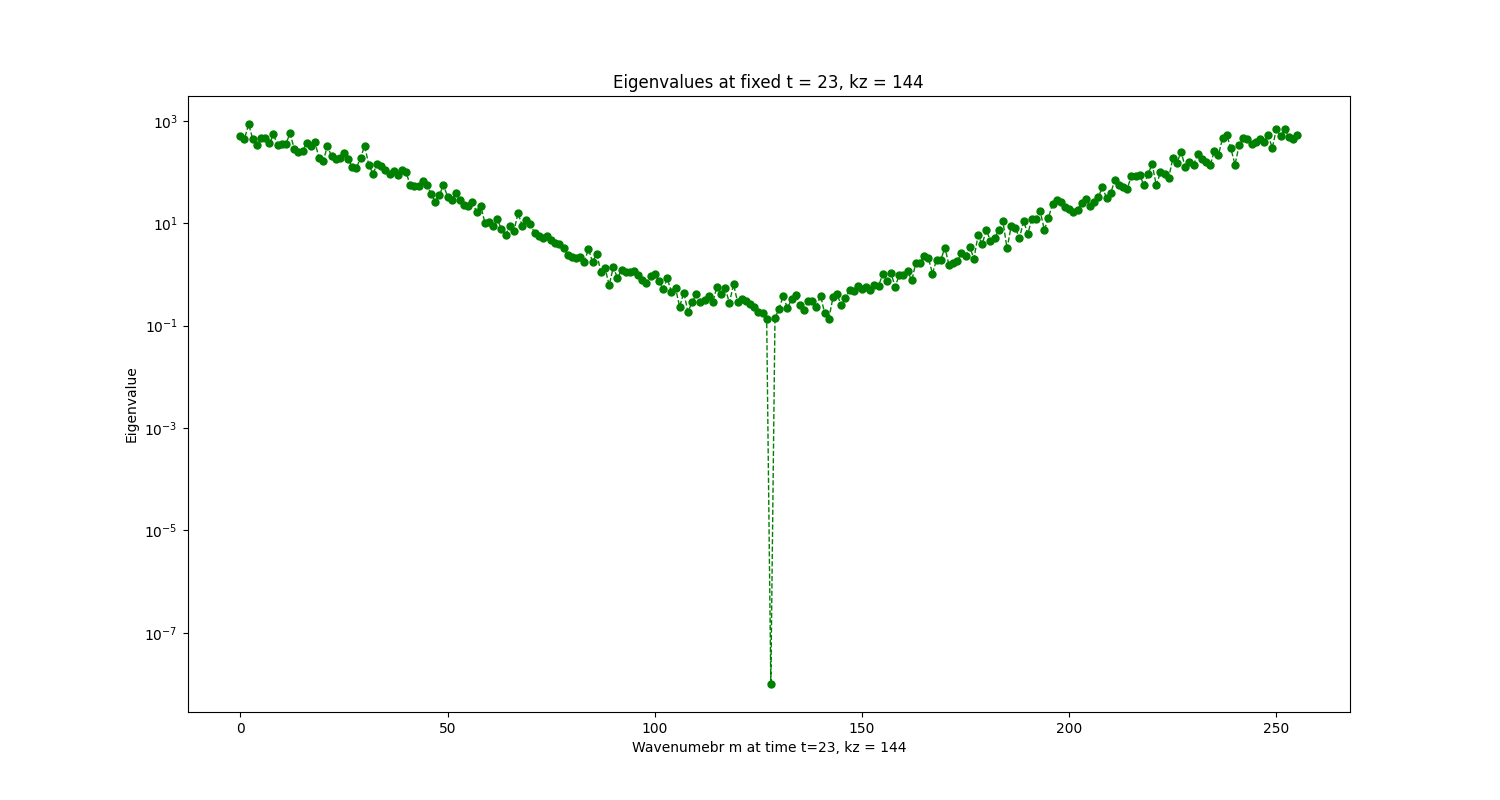 Eigenvalues at fixed t = 23, kz = 144
10³
10¹
10⁻¹
10⁻³
10⁻⁵
10⁻⁷
Eigenvalue
0 50 100 150 200 250
Wavenumebr m at time t=23, kz = 144